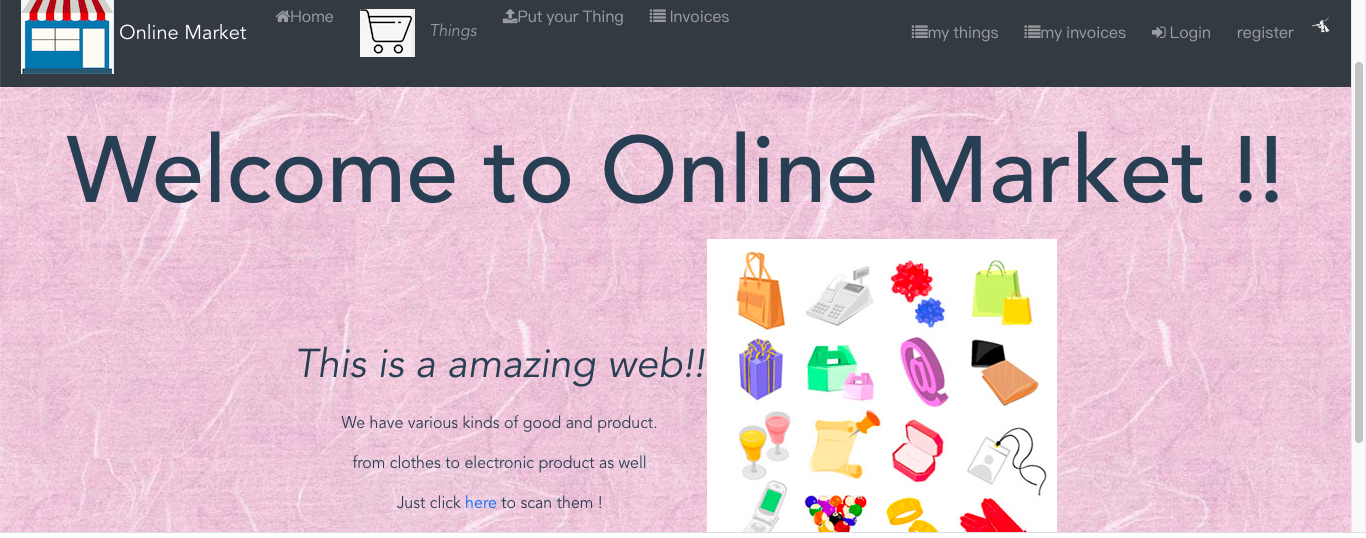 Online Market Home Things Put your Thing Invoices my things my invoices Login register
Welcome to Online Market !!
This is a amazing web!!
We have various kinds of good and product.
from clothes to electronic product as well
Just click here to scan them !
@